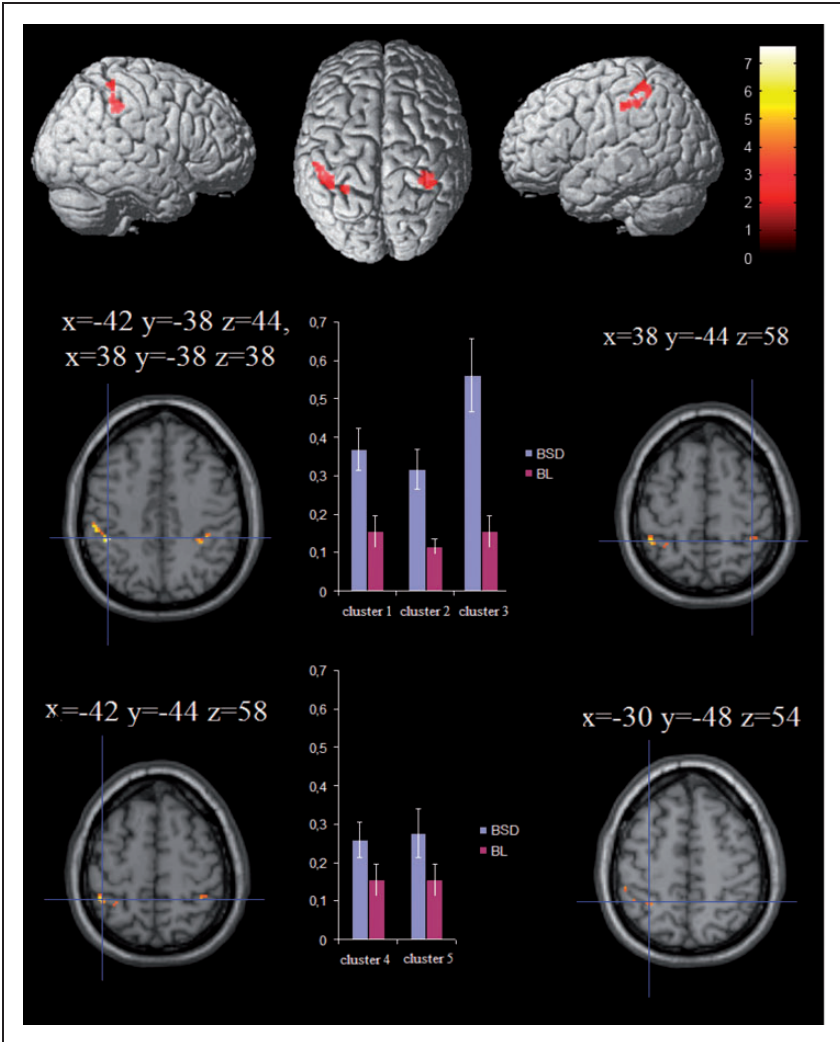 7
6
5
4
3
2
1
0
x=-42 y=-38 z=44,
x=38 y=-38 z=38
0,7
0,6
0,5
0,4
0,3
0,2
0,1
0
cluster 1 cluster 2 cluster 3
BSD
BL
x=38 y=-44 z=58
x=-42 y=-44 z=58
0,7
0,6
0,5
0,4
0,3
0,2
0,1
0
cluster 4 cluster 5
BSD
BL
x=-30 y=-48 z=54